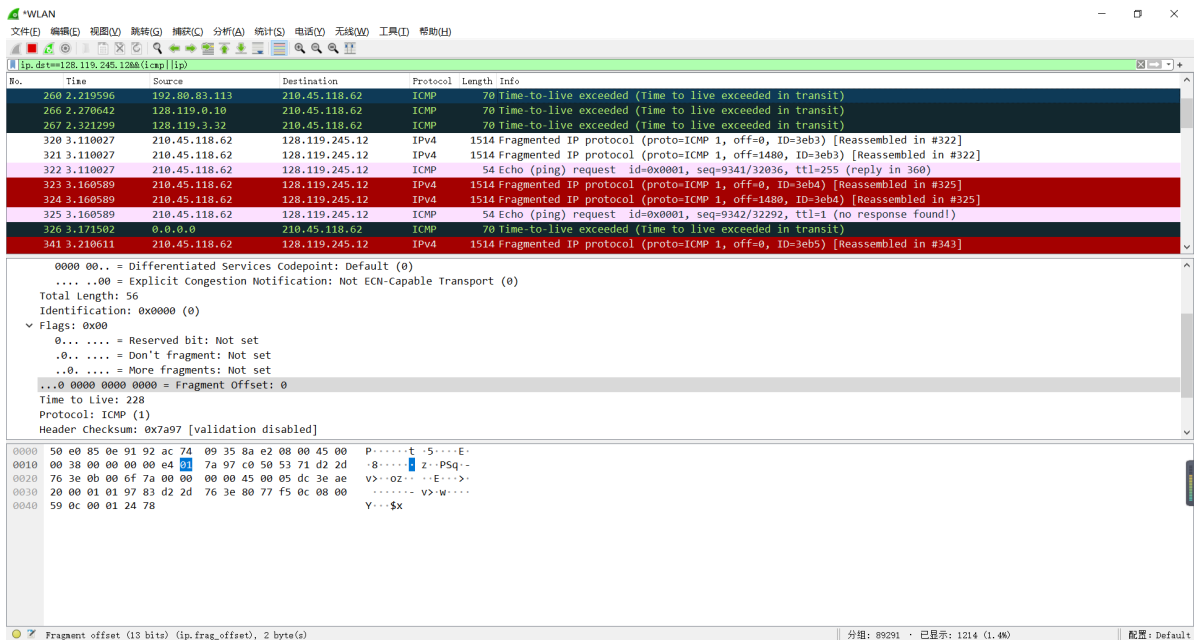 *WLAN
文件(F) 编辑(E) 视图(V) 跳转(G) 捕获(C) 分析(A) 统计(S) 电话(Y) 无线(W) 工具(T) 帮助(H)
ip.dst==128.119.245.12&&(icmp||ip)
No. Time Source Destination Protocol Length Info
260 2.219596 192.80.83.113 210.45.118.62 ICMP 70 Time-to-live exceeded (Time to live exceeded in transit)
266 2.270642 128.119.0.10 210.45.118.62 ICMP 70 Time-to-live exceeded (Time to live exceeded in transit)
267 2.321299 128.119.3.32 210.45.118.62 ICMP 70 Time-to-live exceeded (Time to live exceeded in transit)
320 3.110027 210.45.118.62 128.119.245.12 IPv4 1514 Fragmented IP protocol (proto=ICMP 1, off=0, ID=3eb3) [Reassembled in #322]
321 3.110027 210.45.118.62 128.119.245.12 IPv4 1514 Fragmented IP protocol (proto=ICMP 1, off=1480, ID=3eb3) [Reassembled in #322]
322 3.110027 210.45.118.62 128.119.245.12 ICMP 54 Echo (ping) request id=0x0001, seq=9341/32036, ttl=255 (reply in 360)
323 3.160589 210.45.118.62 128.119.245.12 IPv4 1514 Fragmented IP protocol (proto=ICMP 1, off=0, ID=3eb4) [Reassembled in #325]
324 3.160589 210.45.118.62 128.119.245.12 IPv4 1514 Fragmented IP protocol (proto=ICMP 1, off=1480, ID=3eb4) [Reassembled in #325]
325 3.160589 210.45.118.62 128.119.245.12 ICMP 54 Echo (ping) request id=0x0001, seq=9342/32292, ttl=1 (no response found!)
326 3.171502 0.0.0.0 210.45.118.62 ICMP 70 Time-to-live exceeded (Time to live exceeded in transit)
341 3.210611 210.45.118.62 128.119.245.12 IPv4 1514 Fragmented IP protocol (proto=ICMP 1, off=0, ID=3eb5) [Reassembled in #343]
0000 00.. = Differentiated Services Codepoint: Default (0)
.... ..00 = Explicit Congestion Notification: Not ECN-Capable Transport (0)
Total Length: 56
Identification: 0x0000 (0)
Flags: 0x00
0... .... = Reserved bit: Not set
.0.. .... = Don't fragment: Not set
..0. .... = More fragments: Not set
...0 0000 0000 0000 = Fragment Offset: 0
Time to Live: 228
Protocol: ICMP (1)
Header Checksum: 0x7a97 [validation disabled]
0000 50 e0 85 0e 91 92 ac 74 09 35 8a e2 08 00 45 00 P······t ·5····E·
0010 00 38 00 00 00 00 e4 01 7a 97 c0 50 53 71 d2 2d ·8······ z··PSq·-
0020 76 3e 0b 00 6f 7a 00 00 00 00 45 00 05 dc 3e ae v>··oz·· ··E···>·
0030 20 00 01 01 97 83 d2 2d 76 3e 80 77 f5 0c 08 00 ······- v>·w····
0040 59 0c 00 01 24 78 Y···$x
Fragment offset (13 bits) (ip.frag_offset), 2 byte(s)
分组: 89291 · 已显示: 1214 (1.4%)
配置: Default